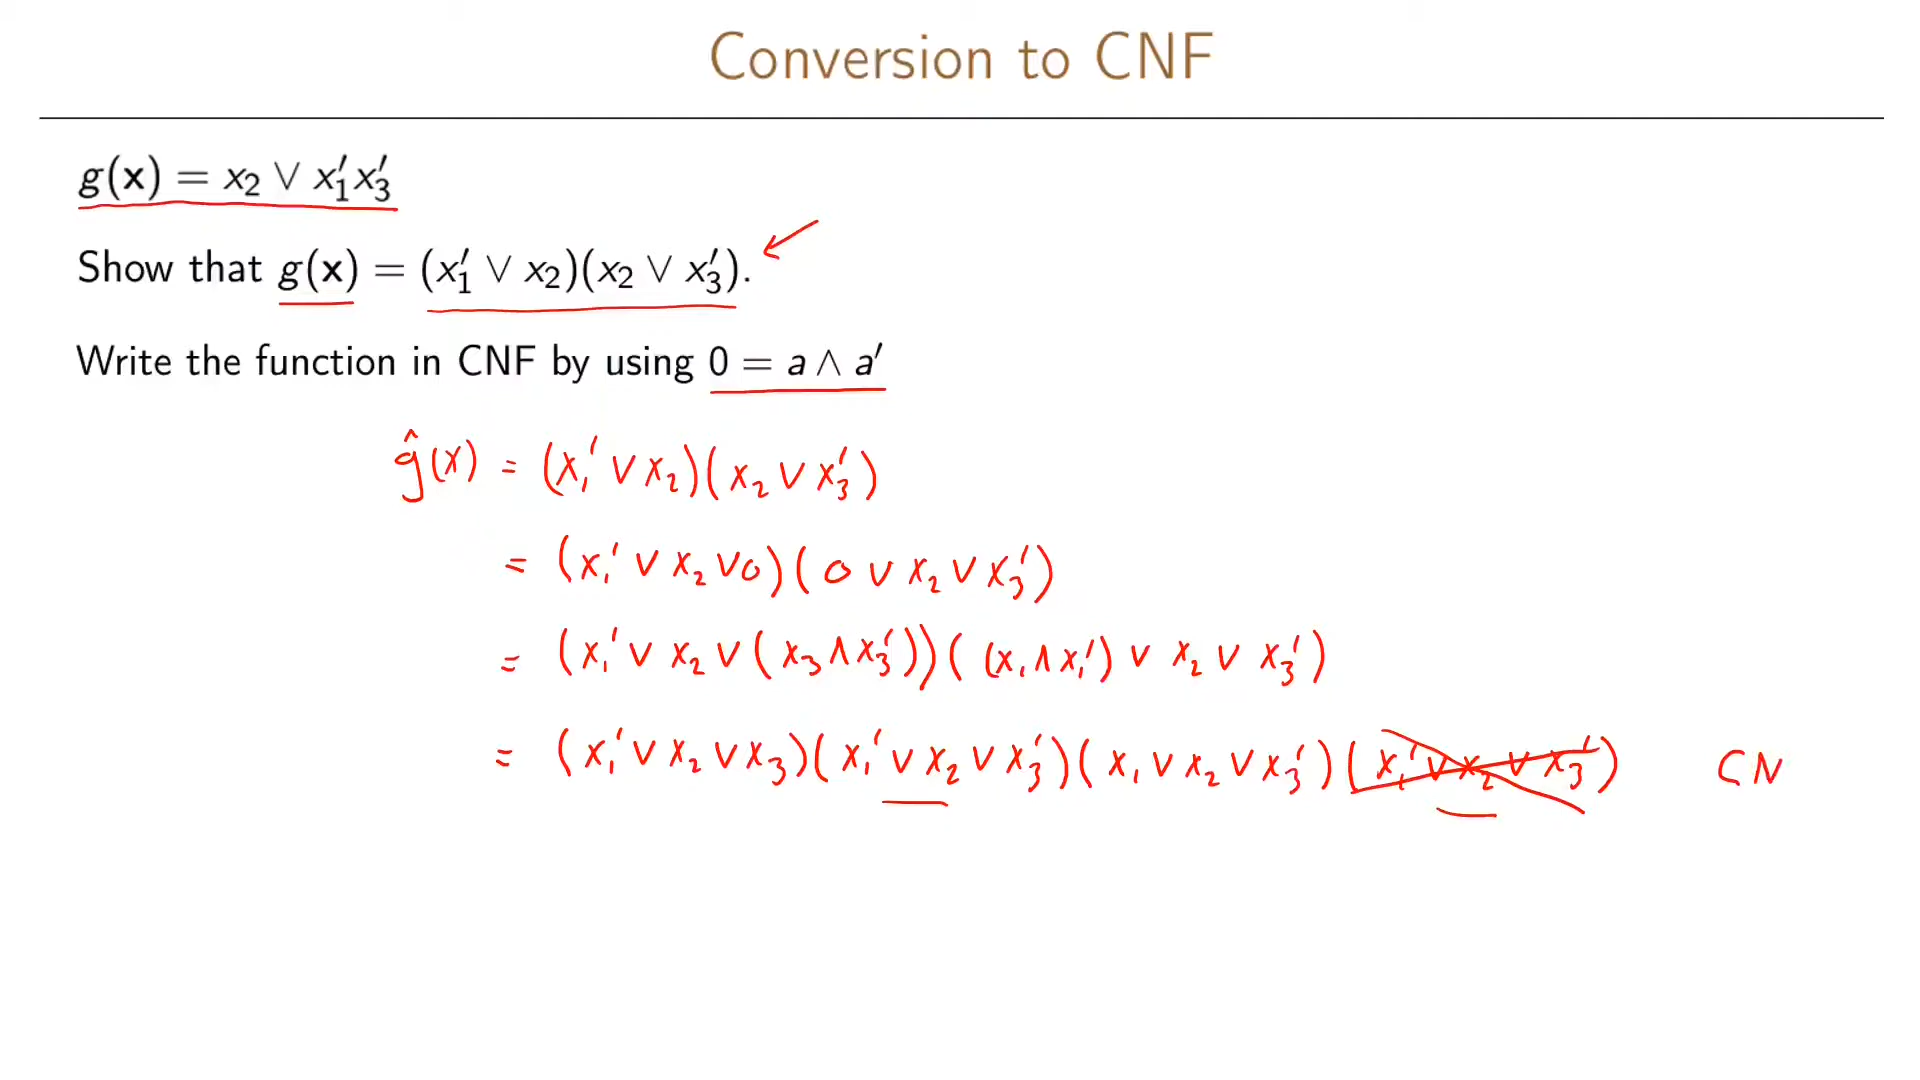 Conversion to CNF
g(x) = x₂ ∨ x₁′x₃′
Show that g(x) = (x₁′ ∨ x₂)(x₂ ∨ x₃′).
Write the function in CNF by using 0 = a ∧ a′
ĝ(x) = (x₁′ ∨ x₂)(x₂ ∨ x₃′)
= (x₁′ ∨ x₂ ∨ 0)(0 ∨ x₂ ∨ x₃′)
= (x₁′ ∨ x₂ ∨ (x₃ ∧ x₃′))((x₁ ∧ x₁′) ∨ x₂ ∨ x₃′)
= (x₁′ ∨ x₂ ∨ x₃)(x₁′ ∨ x₂ ∨ x₃′)(x₁ ∨ x₂ ∨ x₃′)(x₁′ ∨ x₂ ∨ x₃′) CN